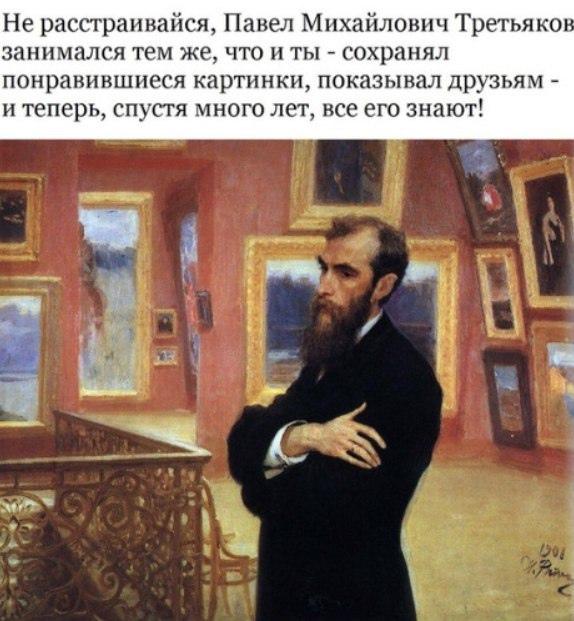 Не расстраивайся, Павел Михайлович Третьяков
занимался тем же, что и ты - сохранял
понравившиеся картинки, показывал друзьям -
и теперь, спустя много лет, все его знают!
1901